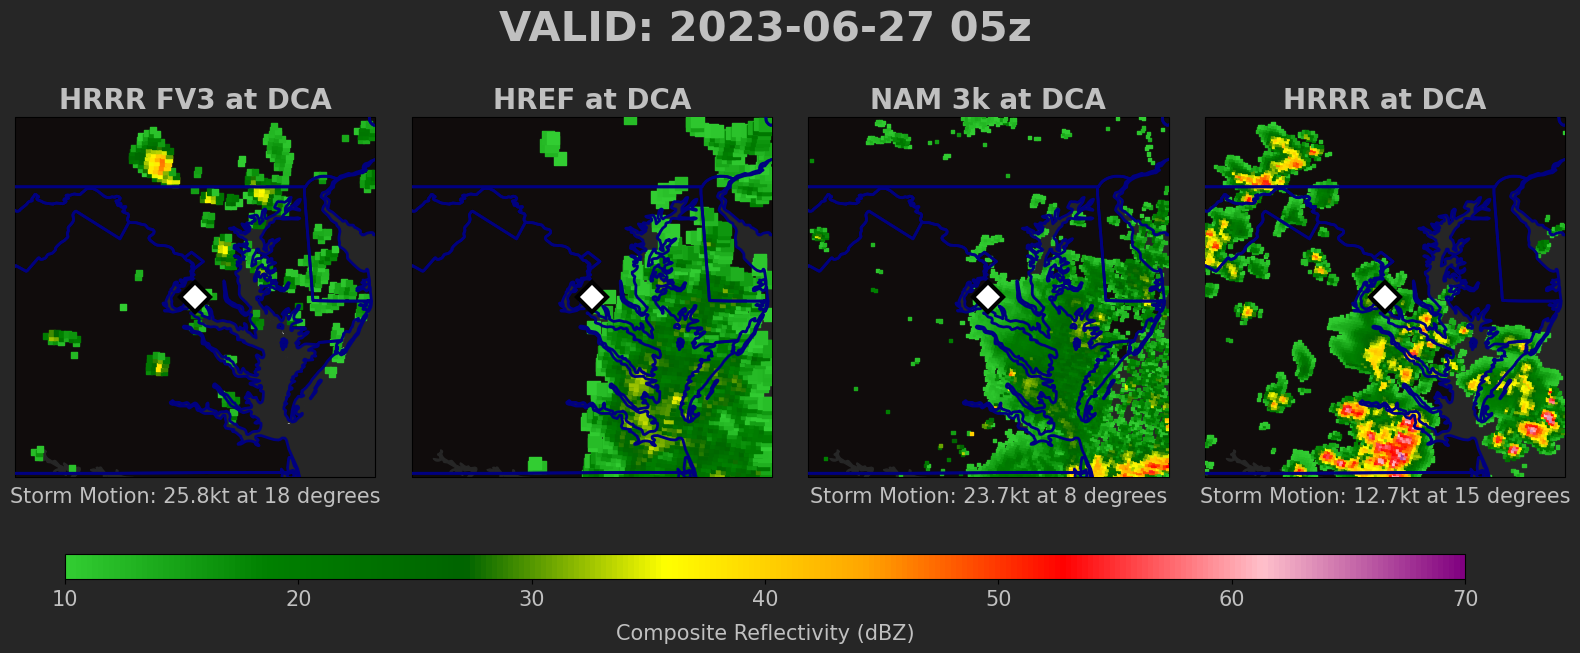 VALID: 2023-06-27 05z
HRRR FV3 at DCA
HREF at DCA
NAM 3k at DCA
HRRR at DCA
Storm Motion: 25.8kt at 18 degrees
Storm Motion: 23.7kt at 8 degrees
Storm Motion: 12.7kt at 15 degrees
10 20 30 40 50 60 70
Composite Reflectivity (dBZ)